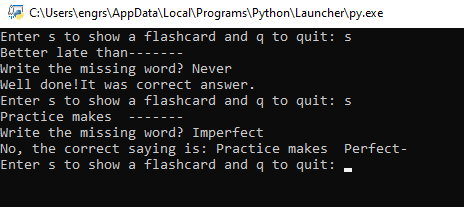 C:\Users\engrs\AppData\Local\Programs\Python\Launcher\py.exe
Enter s to show a flashcard and q to quit: s
Better late than-------
Write the missing word? Never
Well done!It was correct answer.
Enter s to show a flashcard and q to quit: s
Practice makes  -------
Write the missing word? Imperfect
No, the correct saying is: Practice makes  Perfect-
Enter s to show a flashcard and q to quit: